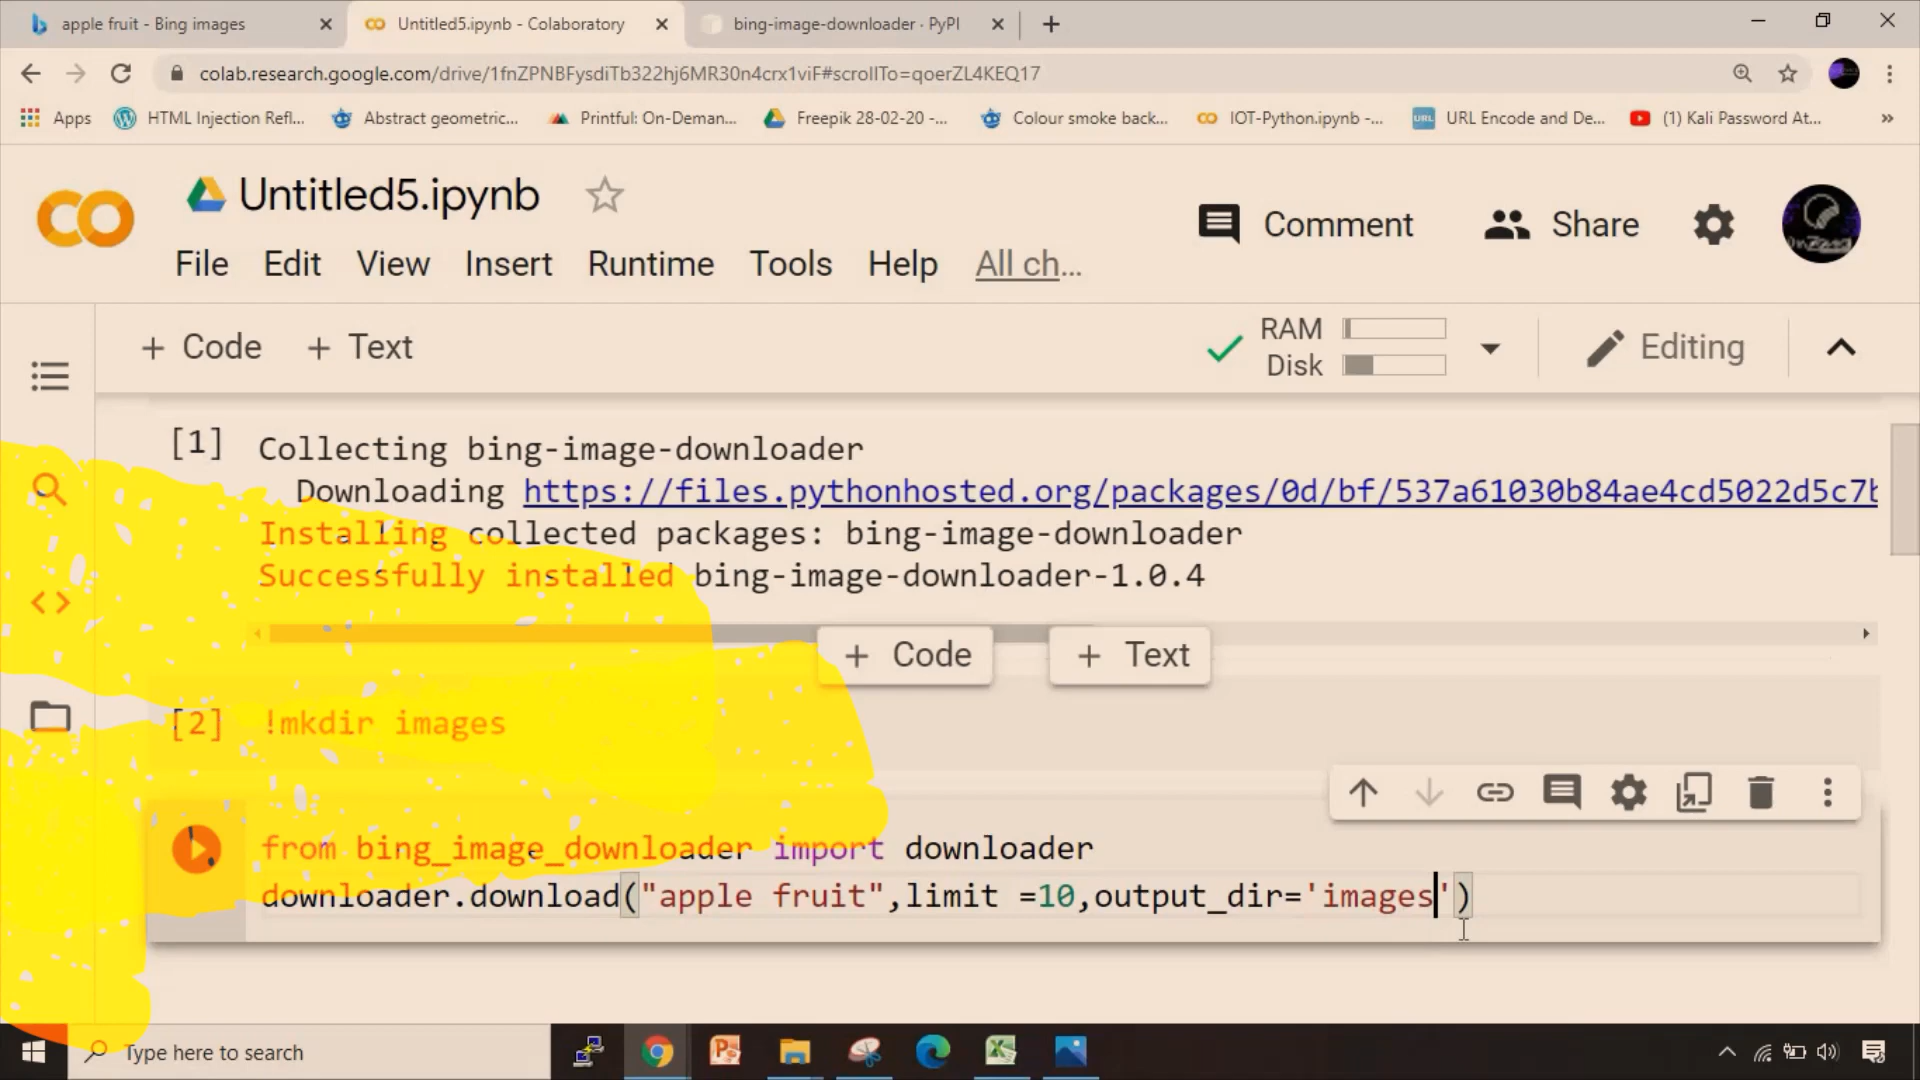 apple fruit - Bing images
Untitled5.ipynb - Colaboratory
bing-image-downloader · PyPI
colab.research.google.com/drive/1fnZPNBFysdiTb322hj6MR30n4crx1viF#scrollTo=qoerZL4KEQ17
Apps
HTML Injection Refl...
Abstract geometric...
Printful: On-Deman...
Freepik 28-02-20 -...
Colour smoke back...
IOT-Python.ipynb -...
URL
URL Encode and De...
(1) Kali Password At...
Untitled5.ipynb
Comment
Share
File Edit View Insert Runtime Tools Help All ch...
+ Code + Text
RAM
Disk
Editing
[1] Collecting bing-image-downloader
Downloading https://files.pythonhosted.org/packages/0d/bf/537a61030b84ae4cd5022d5c7b
Installing collected packages: bing-image-downloader
Successfully installed bing-image-downloader-1.0.4
+ Code + Text
[2] !mkdir images
from bing_image_downloader import downloader
downloader.download("apple fruit",limit =10,output_dir='images')
Type here to search